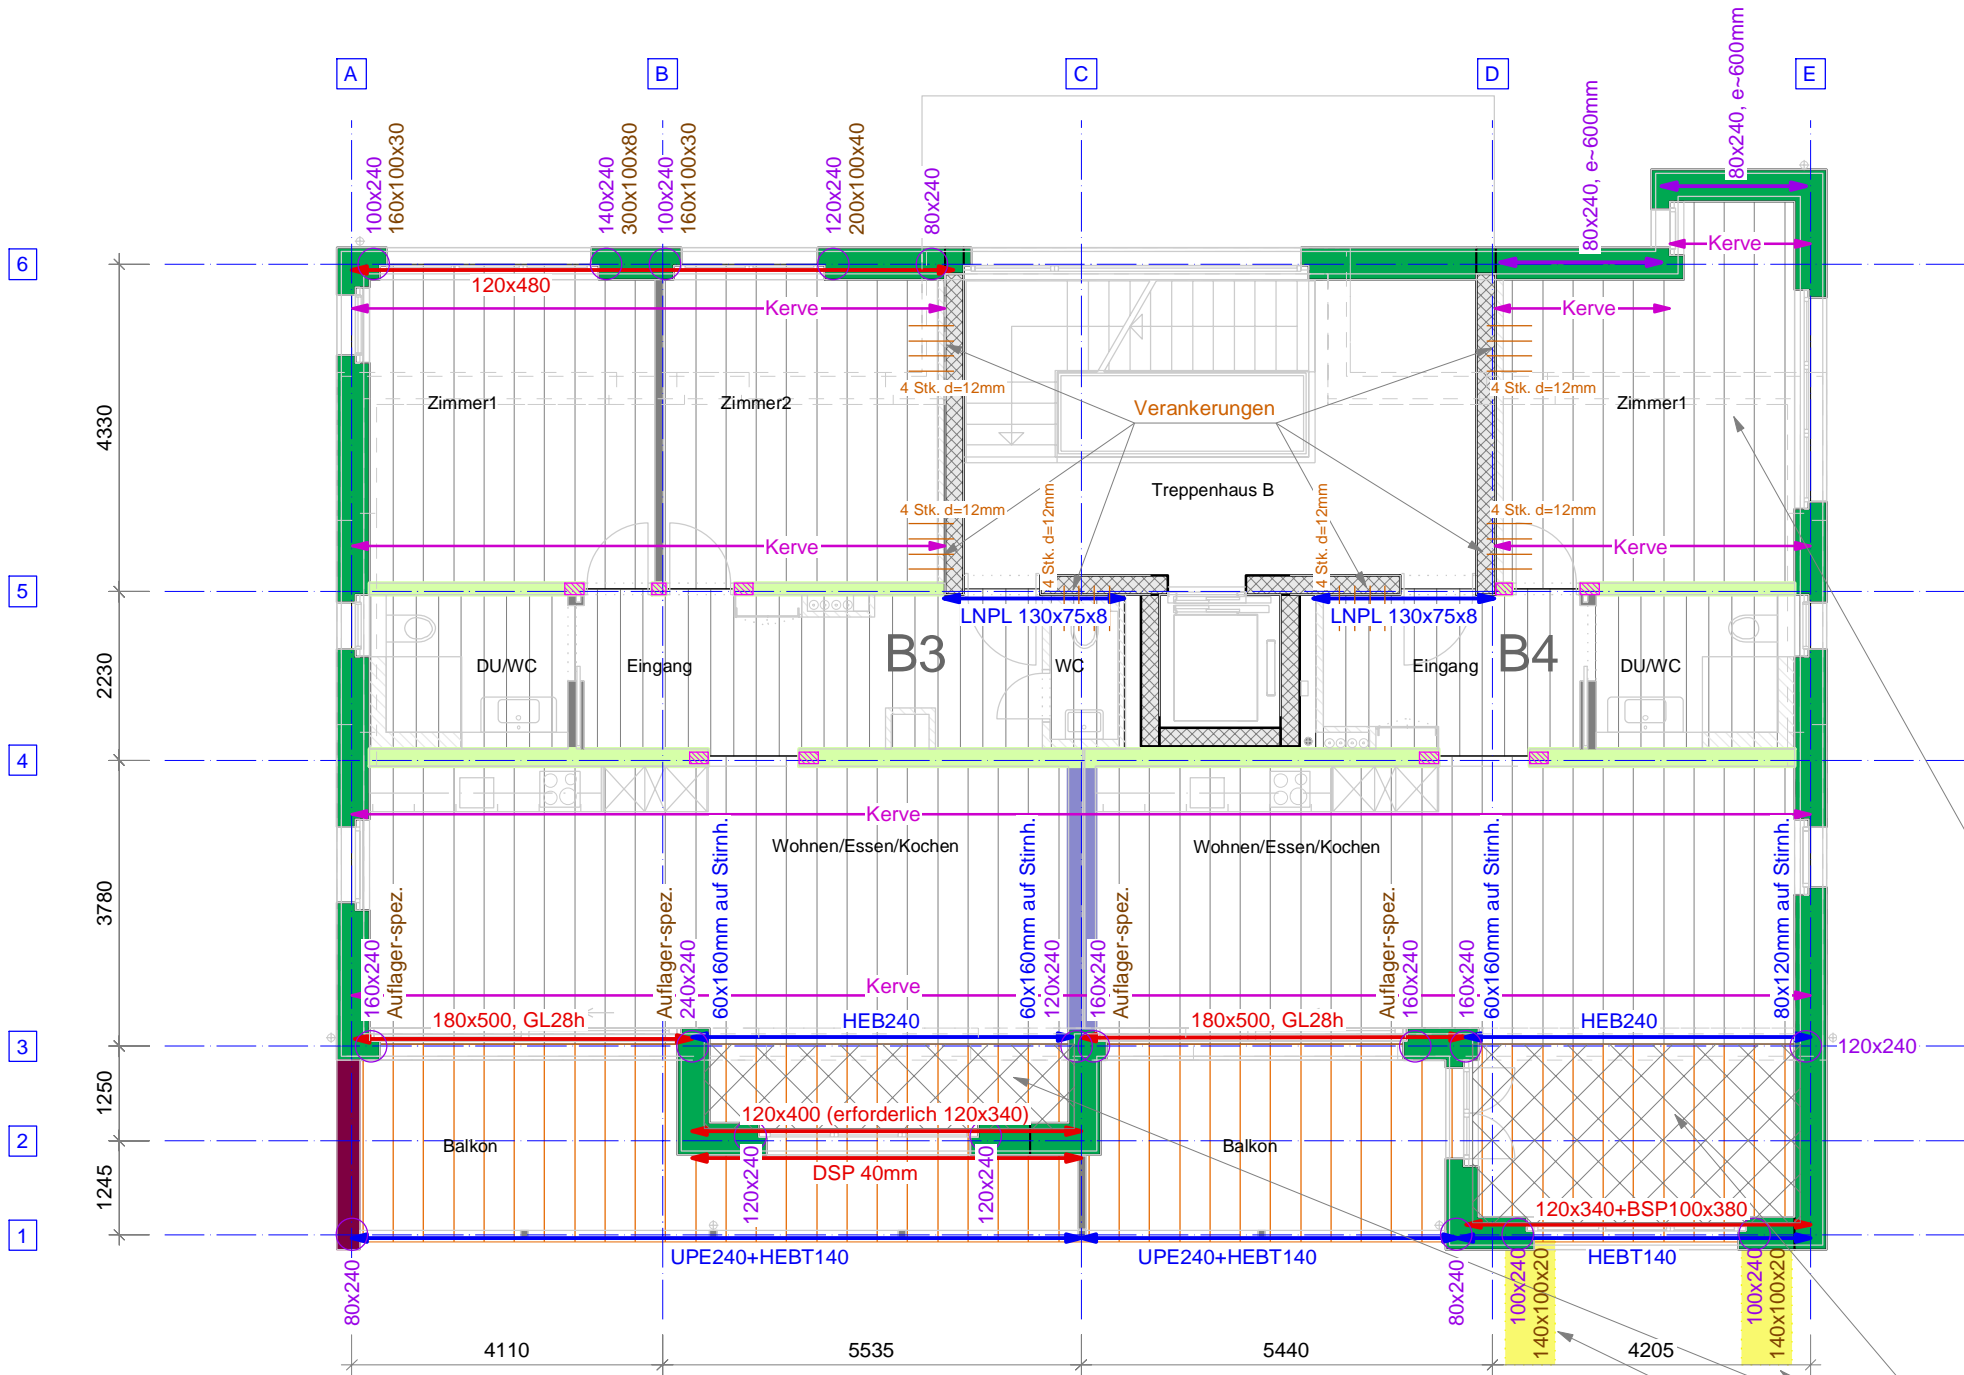 A
B
C
D
E
100x240
160x100x30
140x240
300x100x80
100x240
160x100x30
120x240
200x100x40
80x240
80x240, e~600mm
80x240, e~600mm
6
Kerve
120x480
Kerve
Kerve
4330
4 Stk. d=12mm
4 Stk. d=12mm
Zimmer1
Zimmer2
Verankerungen
Zimmer1
Treppenhaus B
4 Stk. d=12mm
4 Stk. d=12mm
4 Stk. d=12mm
4 Stk. d=12mm
Kerve
Kerve
5
LNPL 130x75x8
LNPL 130x75x8
2230
DU/WC
Eingang
B3
WC
Eingang
B4
DU/WC
4
Kerve
Wohnen/Essen/Kochen
Wohnen/Essen/Kochen
3780
160x240
Auflager-spez.
Auflager-spez.
240x240
60x160mm auf Stirnh.
60x160mm auf Stirnh.
120x240
160x240
Auflager-spez.
Auflager-spez.
160x240
160x240
60x160mm auf Stirnh.
80x120mm auf Stirnh.
Kerve
180x500, GL28h
HEB240
180x500, GL28h
HEB240
3
120x240
1250
120x400 (erforderlich 120x340)
2
Balkon
Balkon
DSP 40mm
120x240
120x240
1245
120x340+BSP100x380
1
UPE240+HEBT140
UPE240+HEBT140
HEBT140
80x240
80x240
100x240
140x100x20
100x240
140x100x20
4110
5535
5440
4205